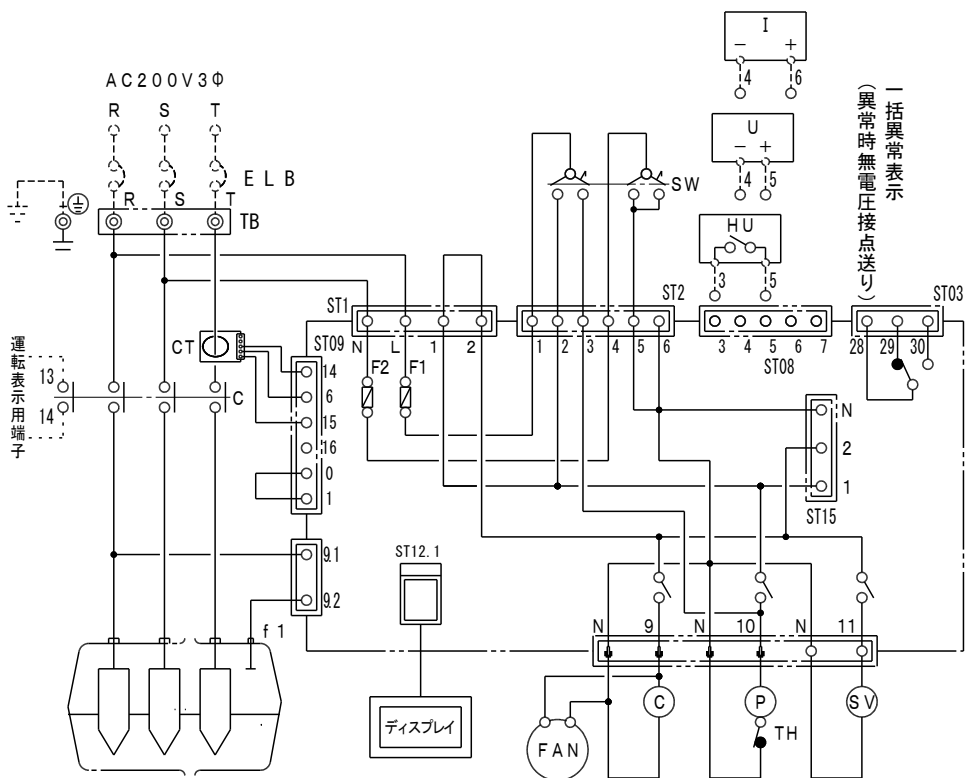 AC200V3Φ
R S T
ELB
R S T
TB
I
− +
4 6
U
− +
4 5
HU
3 5
一括異常表示
(異常時無電圧接点送り)
SW
ST1
N L 1 2
ST2
1 2 3 4 5 6
3 4 5 6 7
ST08
ST03
28 29 30
ST09
14
6
15
16
0
1
CT
F2 F1
運転表示用端子
13
14
C
N
2
1
ST15
9.1
9.2
f1
ST12.1
ディスプレイ
N 9 N 10 N 11
C
P
SV
TH
FAN